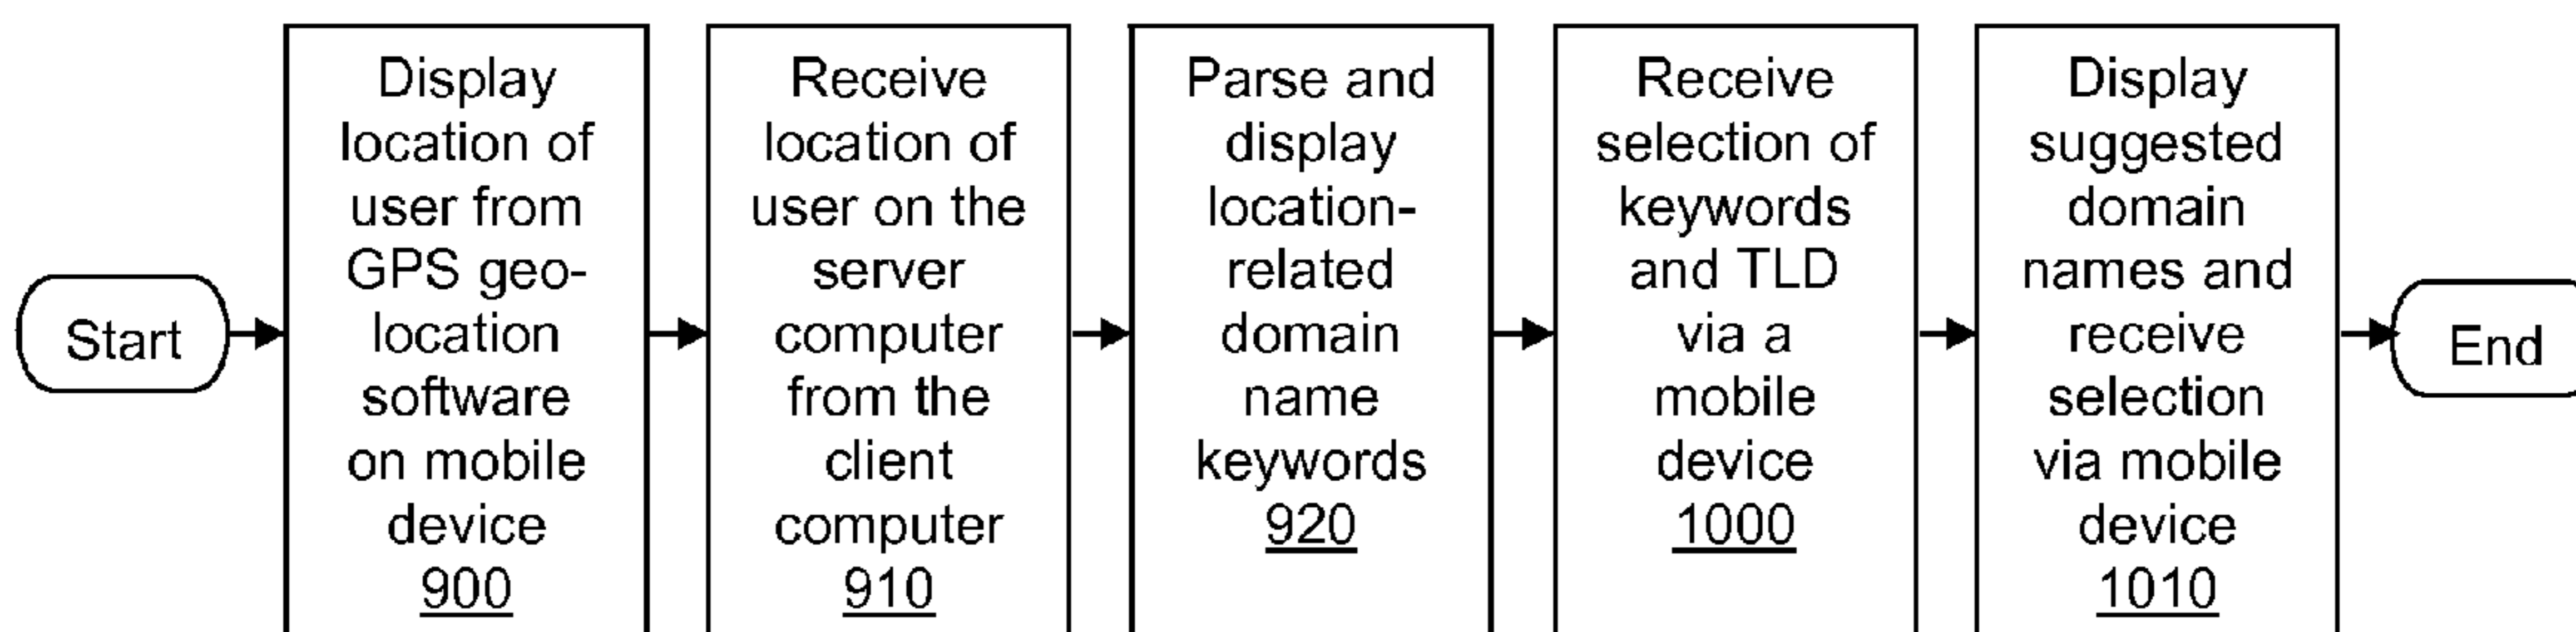 Start
Display
location of
user from
GPS geo-
location
software
on mobile
device
900
Receive
location of
user on the
server
computer
from the
client
computer
910
Parse and
display
location-
related
domain
name
keywords
920
Receive
selection of
keywords
and TLD
via a
mobile
device
1000
Display
suggested
domain
names and
receive
selection
via mobile
device
1010
End